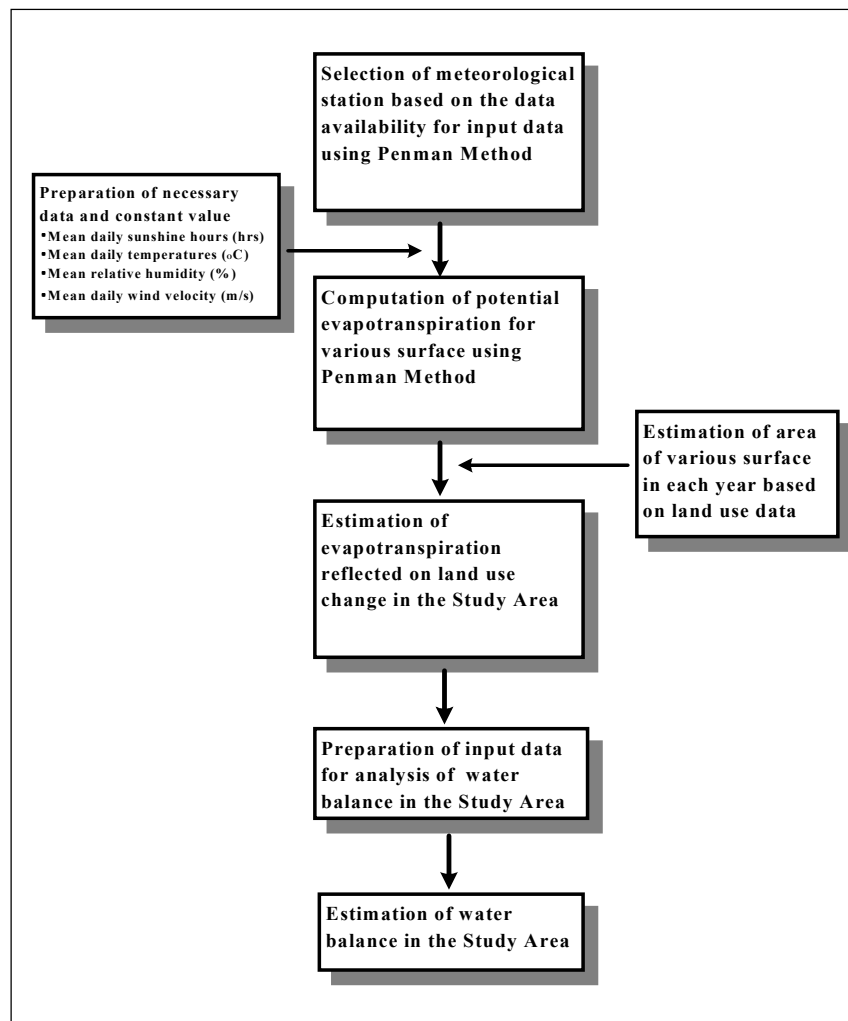 Selection of meteorological
station based on the data
availability for input data
using Penman Method
Preparation of necessary
data and constant value
▪Mean daily sunshine hours (hrs)
▪Mean daily temperatures (oC)
▪Mean relative humidity (%)
▪Mean daily wind velocity (m/s)
Computation of potential
evapotranspiration for
various surface using
Penman Method
Estimation of area
of various surface
in each year based
on land use data
Estimation of
evapotranspiration
reflected on land use
change in the Study Area
Preparation of input data
for analysis of water
balance in the Study Area
Estimation of water
balance in the Study Area